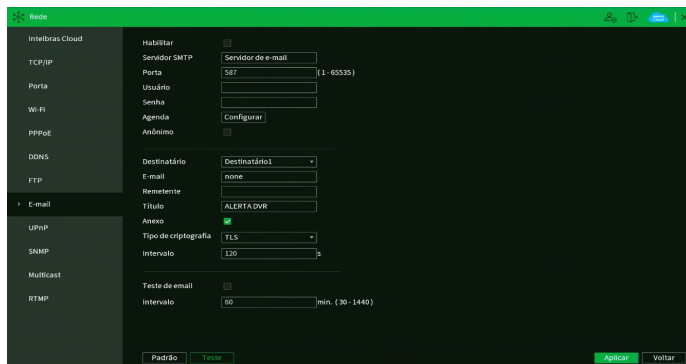 Rede
Intelbras Cloud
TCP/IP
Porta
Wi-Fi
PPPoE
DDNS
FTP
> E-mail
UPnP
SNMP
Multicast
RTMP
Habilitar
Servidor SMTP Servidor de e-mail
Porta 587 (1 - 65535)
Usuário
Senha
Agenda Configurar
Anônimo
Destinatário Destinatário1
E-mail none
Remetente
Título ALERTA DVR
Anexo
Tipo de criptografia TLS
Intervalo 120 s
Teste de email
Intervalo 60 min. (30 - 1440)
Padrão Teste Aplicar Voltar